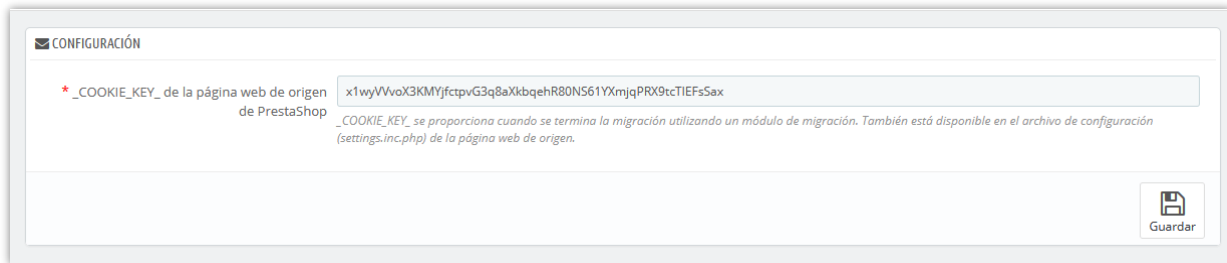 CONFIGURACIÓN
* _COOKIE_KEY_ de la página web de origen
de PrestaShop
x1wyVVvoX3KMYjfctpvG3q8aXkbqehR80NS61YXmjqPRX9tcTIEFsSax
_COOKIE_KEY_ se proporciona cuando se termina la migración utilizando un módulo de migración. También está disponible en el archivo de configuración
(settings.inc.php) de la página web de origen.
Guardar